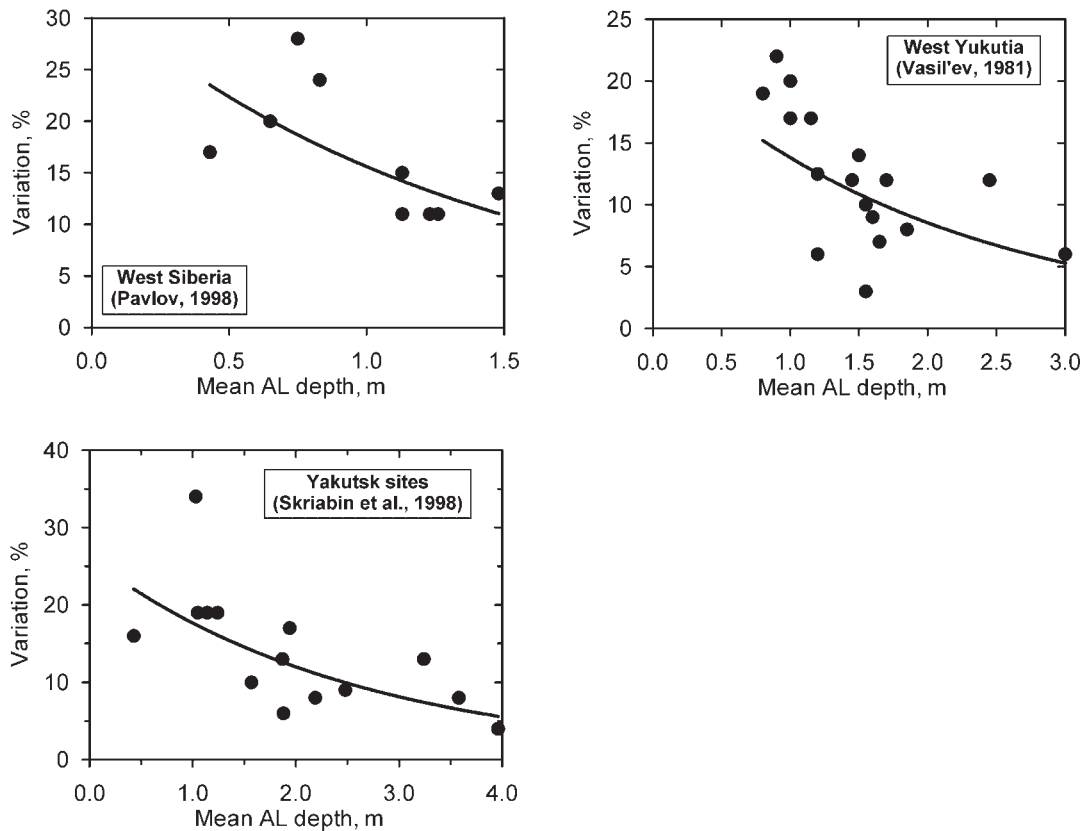 30
25
20
15
10
5
0
Variation, %
West Siberia
(Pavlov, 1998)
0.0 0.5 1.0 1.5
Mean AL depth, m
25
20
15
10
5
0
Variation, %
West Yukutia
(Vasil'ev, 1981)
0.0 0.5 1.0 1.5 2.0 2.5 3.0
Mean AL depth, m
40
30
20
10
0
Variation, %
Yakutsk sites
(Skriabin et al., 1998)
0.0 1.0 2.0 3.0 4.0
Mean AL depth, m